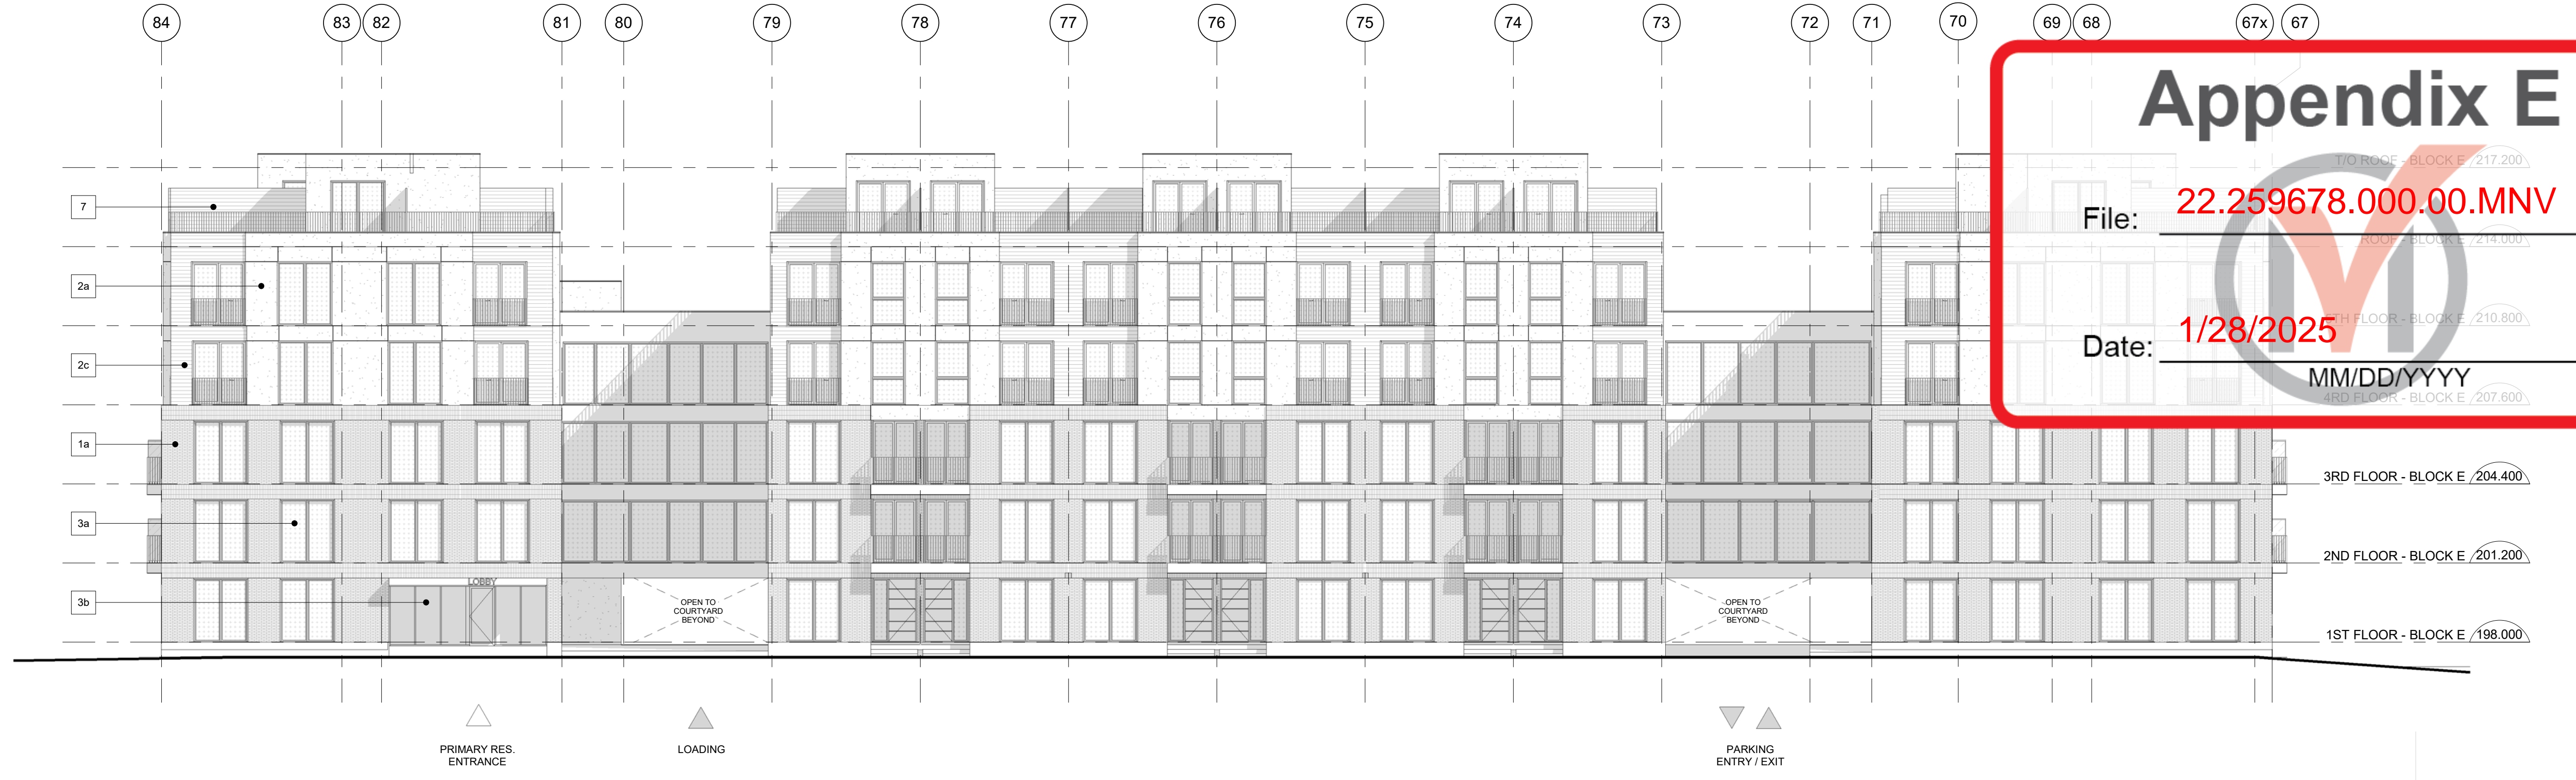 84
83
82
81
80
79
78
77
76
75
74
73
72
71
70
69
68
67x
67
Appendix E
T/O ROOF - BLOCK E 217.200
File: 22.259678.000.00.MNV
ROOF - BLOCK E 214.000
5TH FLOOR - BLOCK E 210.800
Date: 1/28/2025
MM/DD/YYYY
4RD FLOOR - BLOCK E 207.600
7
2a
2c
1a
3a
3b
3RD FLOOR - BLOCK E 204.400
2ND FLOOR - BLOCK E 201.200
1ST FLOOR - BLOCK E 198.000
LOBBY
OPEN TO
COURTYARD
BEYOND
OPEN TO
COURTYARD
BEYOND
PRIMARY RES.
ENTRANCE
LOADING
PARKING
ENTRY / EXIT